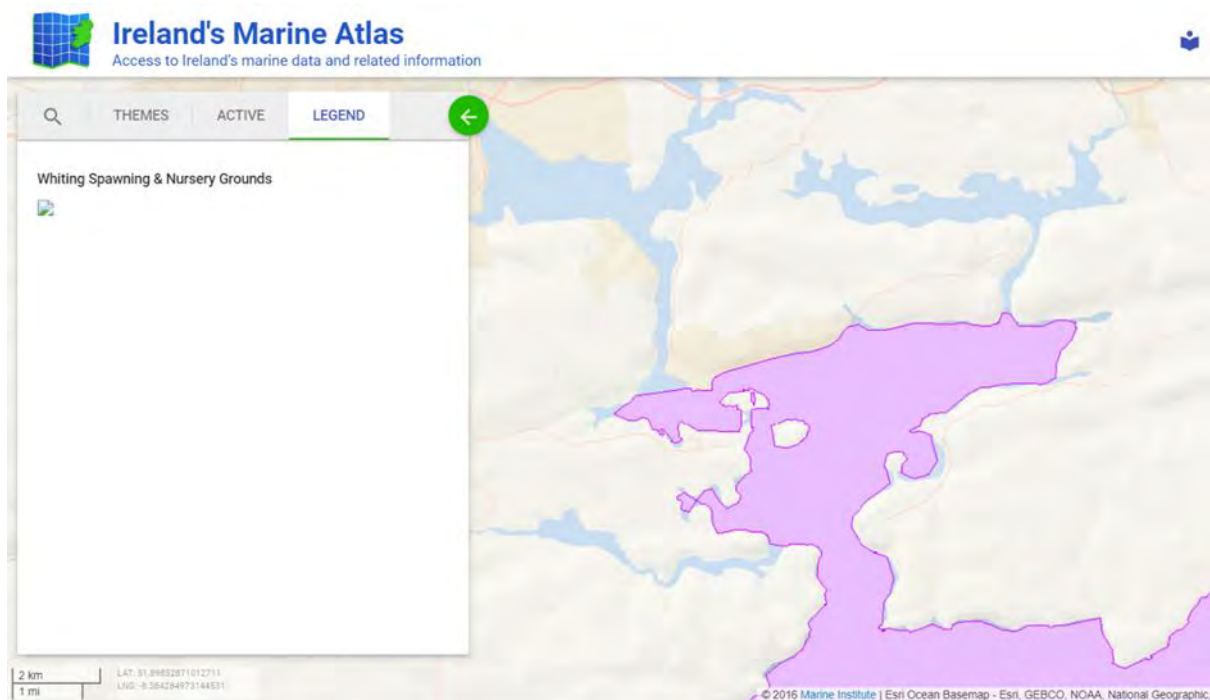 Ireland's Marine Atlas
Access to Ireland's marine data and related information
THEMES ACTIVE LEGEND
Whiting Spawning & Nursery Grounds
2 km
1 mi
© 2016 Marine Institute | Esri Ocean Basemap - Esri, GEBCO, NOAA, National Geographic,